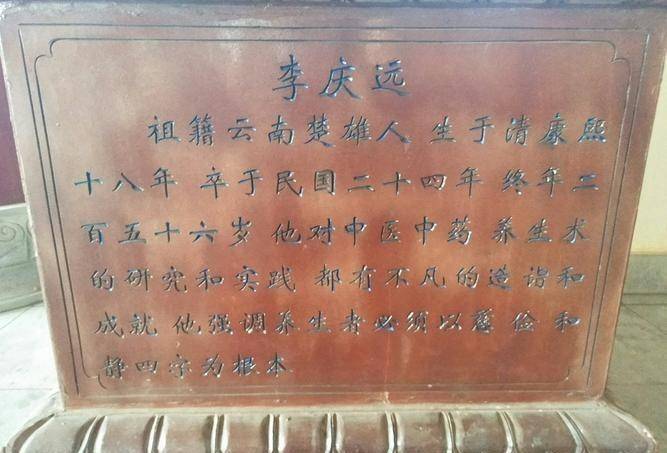 李庆远
祖籍云南楚雄人 生于清康熙
十八年 卒于民国二十四年 终年二
百五十六岁 他对中医中药养生术
的研究和实践 都有不凡的造诣和
成就 他强调养生者必须以慈俭和
静四字为根本